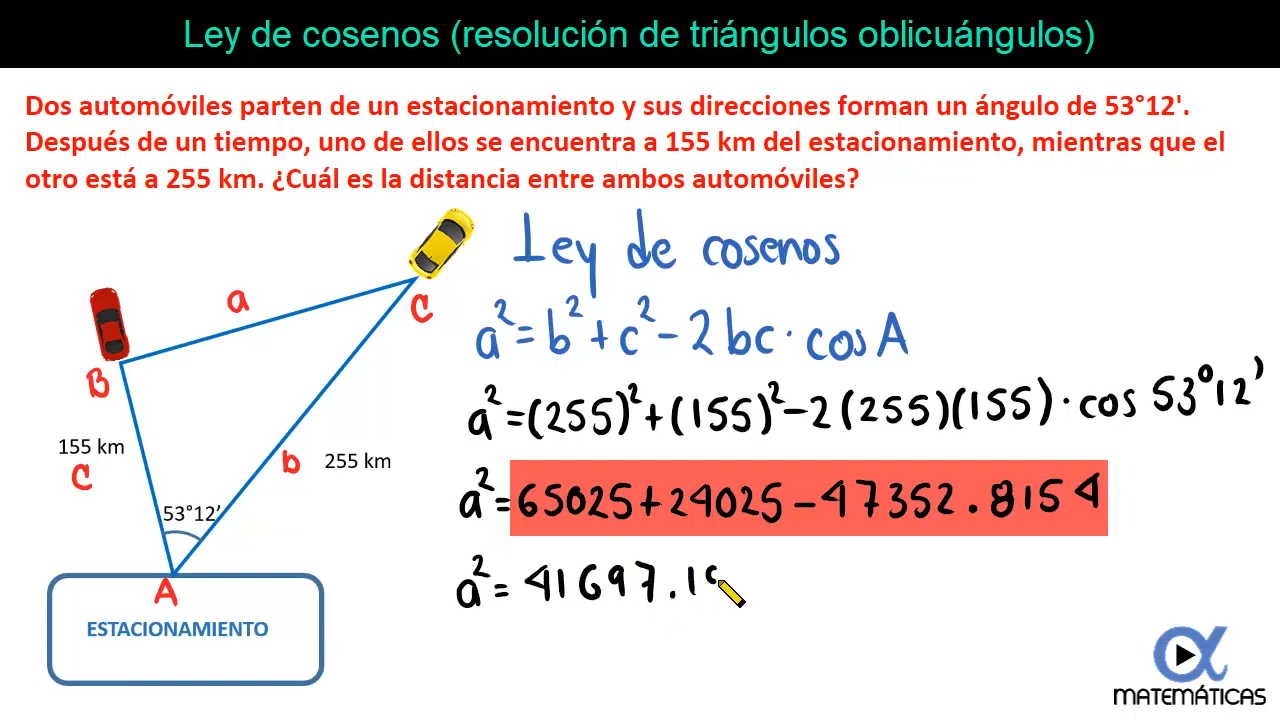 Ley de cosenos (resolución de triángulos oblicuángulos)
Dos automóviles parten de un estacionamiento y sus direcciones forman un ángulo de 53°12'.
Después de un tiempo, uno de ellos se encuentra a 155 km del estacionamiento, mientras que el
otro está a 255 km. ¿Cuál es la distancia entre ambos automóviles?
Ley de cosenos
a² = b² + c² - 2bc · cos A
a² = (255)² + (155)² - 2 (255)(155) · cos 53°12'
a² = 65025 + 24025 - 47352.8154
a² = 41697.1
a
C
B
155 km
C
b
255 km
53°12'
A
ESTACIONAMIENTO
MATEMÁTICAS